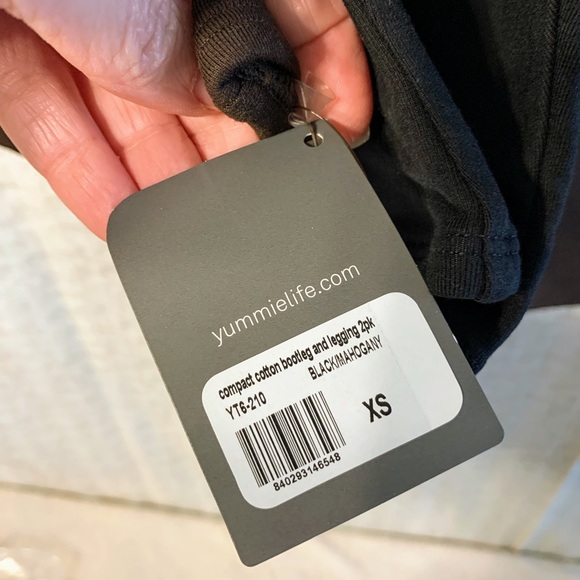 yummielife.com
compact cotton bootleg and legging 2pk
YT6-210
BLACK/MAHOGANY
XS
840293146548